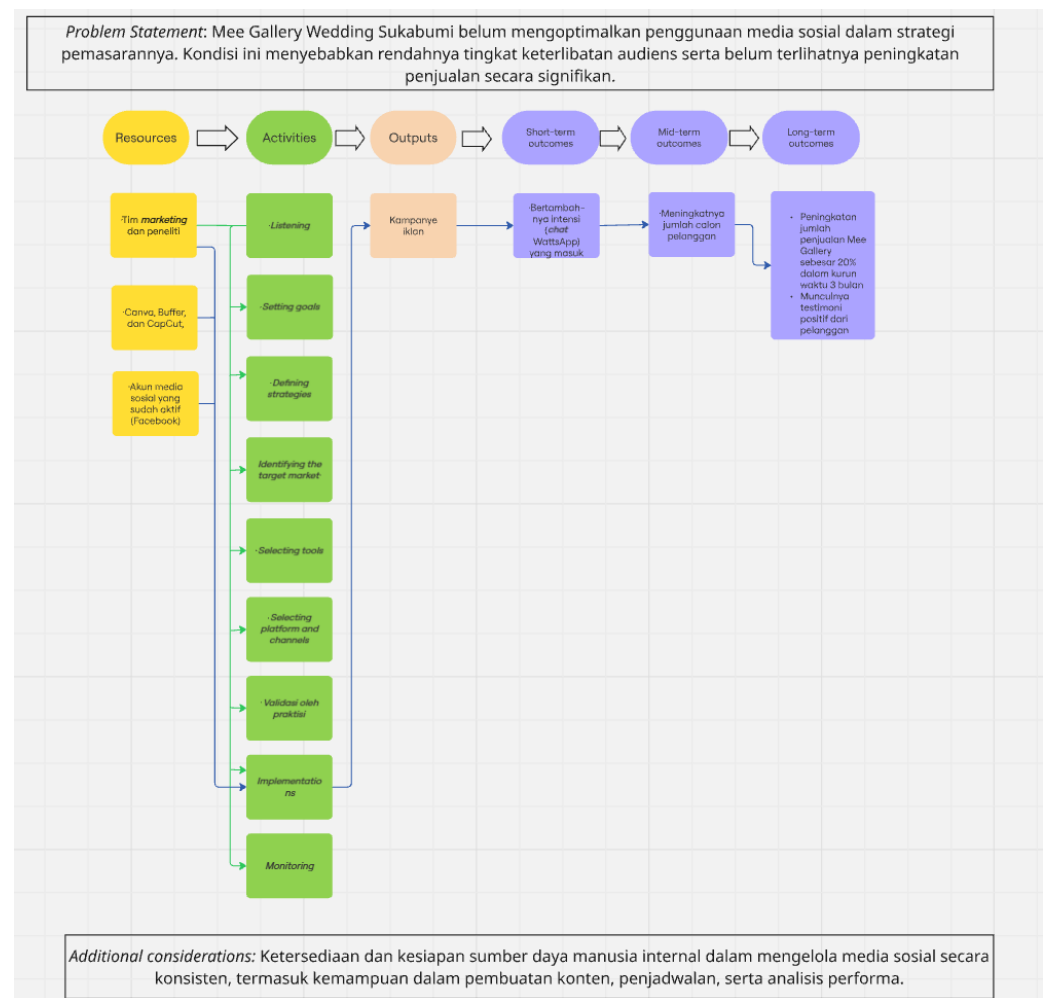 Problem Statement: Mee Gallery Wedding Sukabumi belum mengoptimalkan penggunaan media sosial dalam strategi
pemasarannya. Kondisi ini menyebabkan rendahnya tingkat keterlibatan audiens serta belum terlihatnya peningkatan
penjualan secara signifikan.
Resources
Activities
Outputs
Short-term
outcomes
Mid-term
outcomes
Long-term
outcomes
·Tim marketing
dan peneliti
·Canva, Buffer,
dan CapCut,
·Akun media
sosial yang
sudah aktif
(Facebook)
·Listening
·Setting goals
·Defining
strategies
Identifying the
target market·
·Selecting tools
·Selecting
platform and
channels
·Validasi oleh
praktisi
Implementatio
ns
Monitoring
Kampanye
iklan
·Bertambah-
nya intensi
(chat
WattsApp)
yang masuk
·Meningkatnya
jumlah calon
pelanggan
• Peningkatan
jumlah
penjualan Mee
Gallery
sebesar 20%
dalam kurun
waktu 3 bulan
• Munculnya
testimoni
positif dari
pelanggan
Additional considerations: Ketersediaan dan kesiapan sumber daya manusia internal dalam mengelola media sosial secara
konsisten, termasuk kemampuan dalam pembuatan konten, penjadwalan, serta analisis performa.